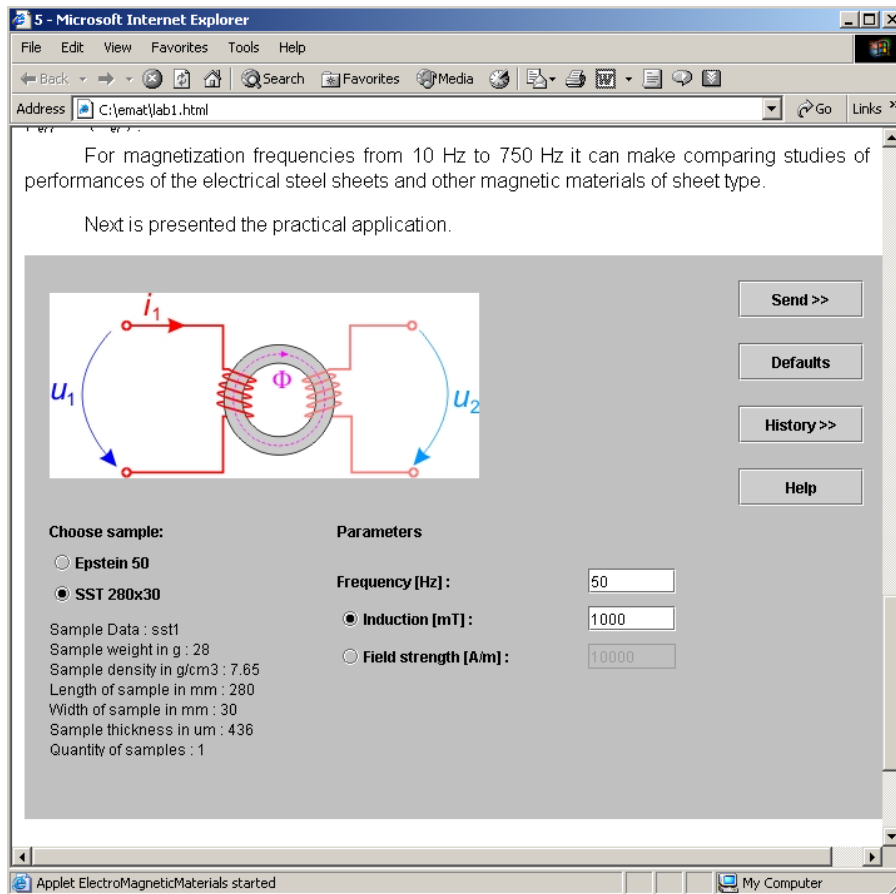 5 - Microsoft Internet Explorer
File Edit View Favorites Tools Help
Back Search Favorites Media
Address C:\emat\lab1.html Go Links »
For magnetization frequencies from 10 Hz to 750 Hz it can make comparing studies of
performances of the electrical steel sheets and other magnetic materials of sheet type.
Next is presented the practical application.
i1
u1
Φ
u2
Send >>
Defaults
History >>
Help
Choose sample:
Epstein 50
SST 280x30
Sample Data : sst1
Sample weight in g : 28
Sample density in g/cm3 : 7.65
Length of sample in mm : 280
Width of sample in mm : 30
Sample thickness in um : 436
Quantity of samples : 1
Parameters
Frequency [Hz] : 50
Induction [mT] : 1000
Field strength [A/m] : 10000
Applet ElectroMagneticMaterials started
My Computer